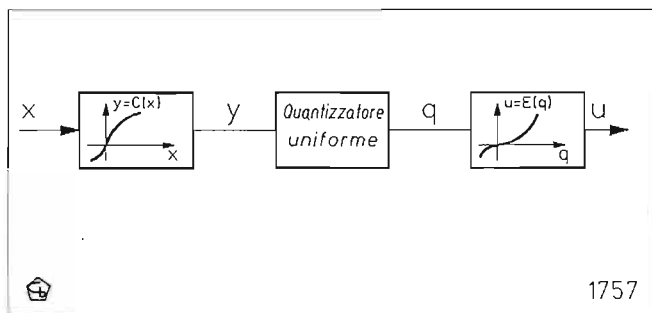 x
y=C(x)
x
y
Quantizzatore
uniforme
q
u=E(q)
q
u
1757